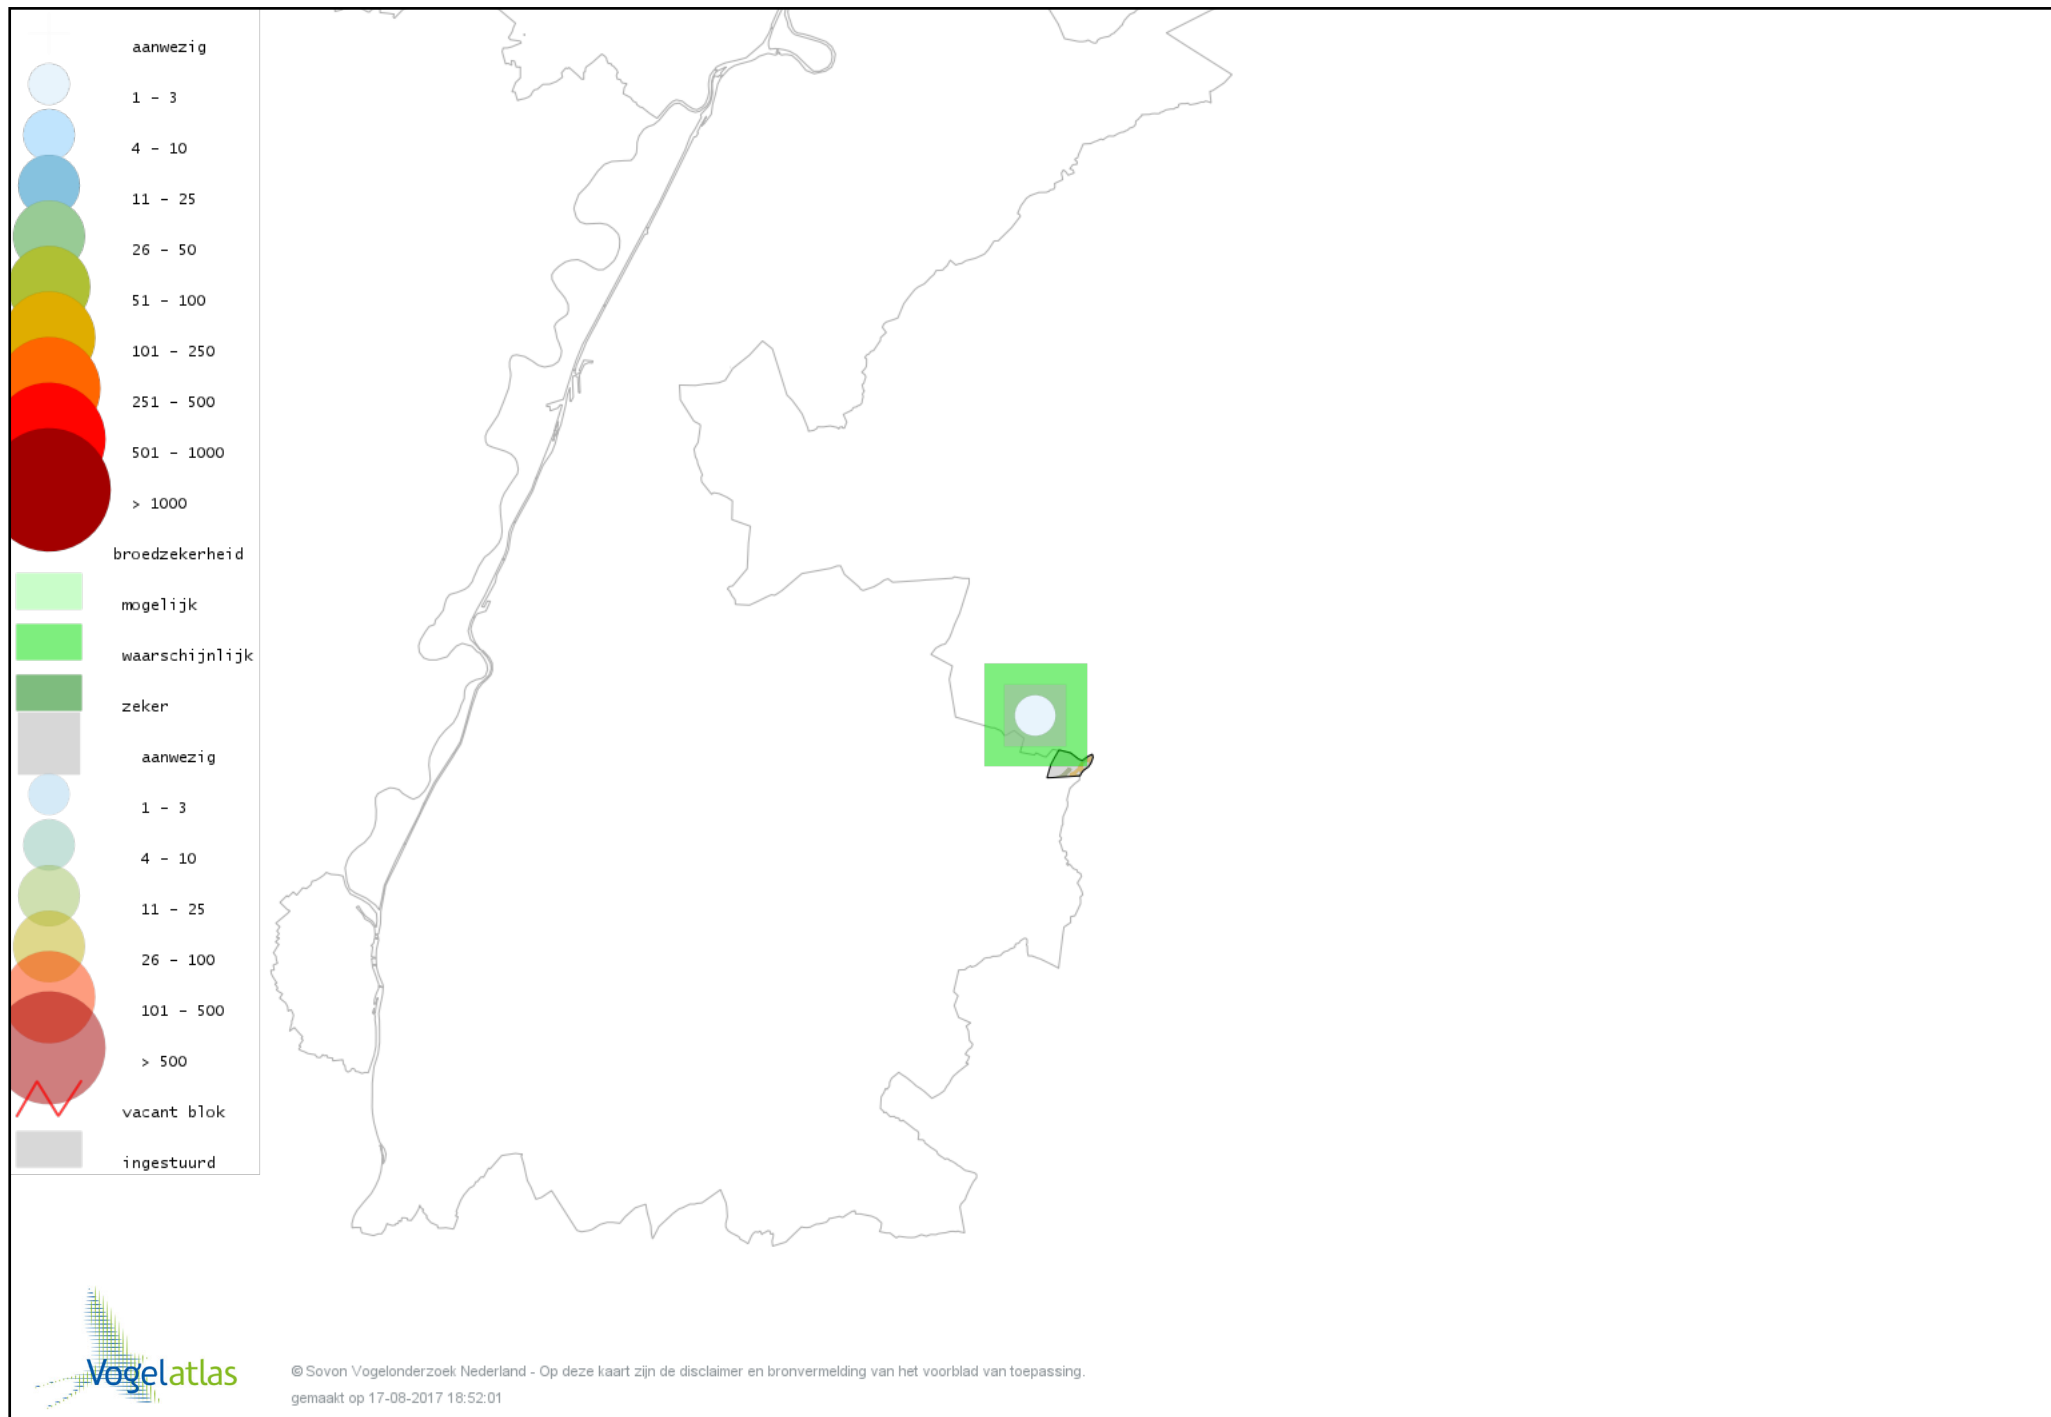 aanwezig
1 - 3
4 - 10
11 - 25
26 - 50
51 - 100
101 - 250
251 - 500
501 - 1000
> 1000
broedzekerheid
mogelijk
waarschijnlijk
zeker
aanwezig
1 - 3
4 - 10
11 - 25
26 - 100
101 - 500
> 500
vacant blok
ingestuurd
Vogelatlas
© Sovon Vogelonderzoek Nederland - Op deze kaart zijn de disclaimer en bronvermelding van het voorblad van toepassing.
gemaakt op 17-08-2017 18:52:01